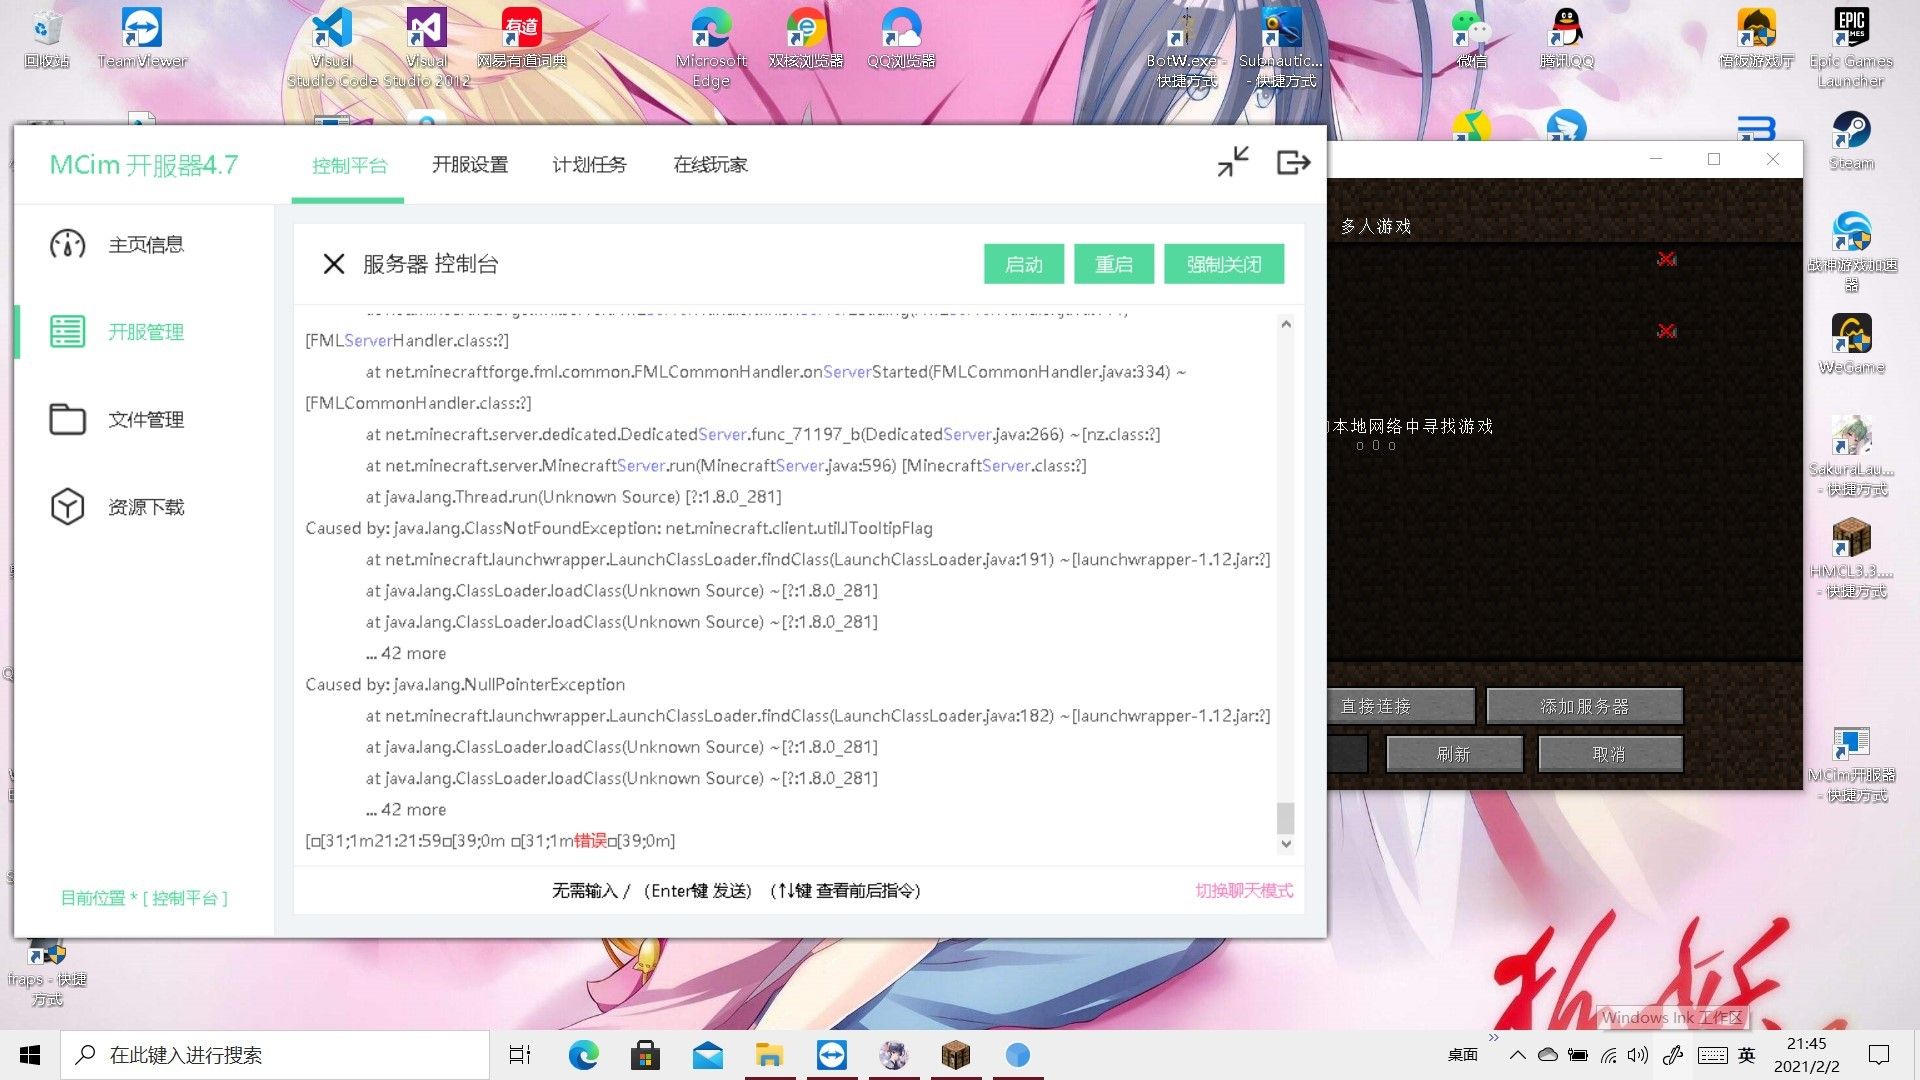 回收站
TeamViewer
Visual Studio Code
Visual Studio 2012
网易有道词典
Microsoft Edge
双核浏览器
QQ浏览器
BotW.exe - 快捷方式
Subnautic... - 快捷方式
微信
腾讯QQ
悟饭游戏厅
Epic Games Launcher
MCim 开服器4.7
控制平台
开服设置
计划任务
在线玩家
主页信息
开服管理
文件管理
资源下载
目前位置 * [ 控制平台 ]
服务器 控制台
启动
重启
强制关闭
[FMLServerHandler.class:?]
at net.minecraftforge.fml.common.FMLCommonHandler.onServerStarted(FMLCommonHandler.java:334) ~
[FMLCommonHandler.class:?]
at net.minecraft.server.dedicated.DedicatedServer.func_71197_b(DedicatedServer.java:266) ~[nz.class:?]
at net.minecraft.server.MinecraftServer.run(MinecraftServer.java:596) [MinecraftServer.class:?]
at java.lang.Thread.run(Unknown Source) [?:1.8.0_281]
Caused by: java.lang.ClassNotFoundException: net.minecraft.client.util.ITooltipFlag
at net.minecraft.launchwrapper.LaunchClassLoader.findClass(LaunchClassLoader.java:191) ~[launchwrapper-1.12.jar:?]
at java.lang.ClassLoader.loadClass(Unknown Source) ~[?:1.8.0_281]
at java.lang.ClassLoader.loadClass(Unknown Source) ~[?:1.8.0_281]
... 42 more
Caused by: java.lang.NullPointerException
at net.minecraft.launchwrapper.LaunchClassLoader.findClass(LaunchClassLoader.java:182) ~[launchwrapper-1.12.jar:?]
at java.lang.ClassLoader.loadClass(Unknown Source) ~[?:1.8.0_281]
at java.lang.ClassLoader.loadClass(Unknown Source) ~[?:1.8.0_281]
... 42 more
[□[31;1m21:21:59□[39;0m □[31;1m错误□[39;0m]
无需输入 / （Enter键 发送）（↑↓键 查看前后指令）
切换聊天模式
多人游戏
本地网络中寻找游戏
o O o
直接连接
添加服务器
刷新
取消
Steam
战神游戏加速器
WeGame
SakuraLau... - 快捷方式
HMCL3.3.... - 快捷方式
MCim开服器 - 快捷方式
fraps - 快捷方式
Windows Ink 工作区
在此键入进行搜索
桌面
英
21:45
2021/2/2